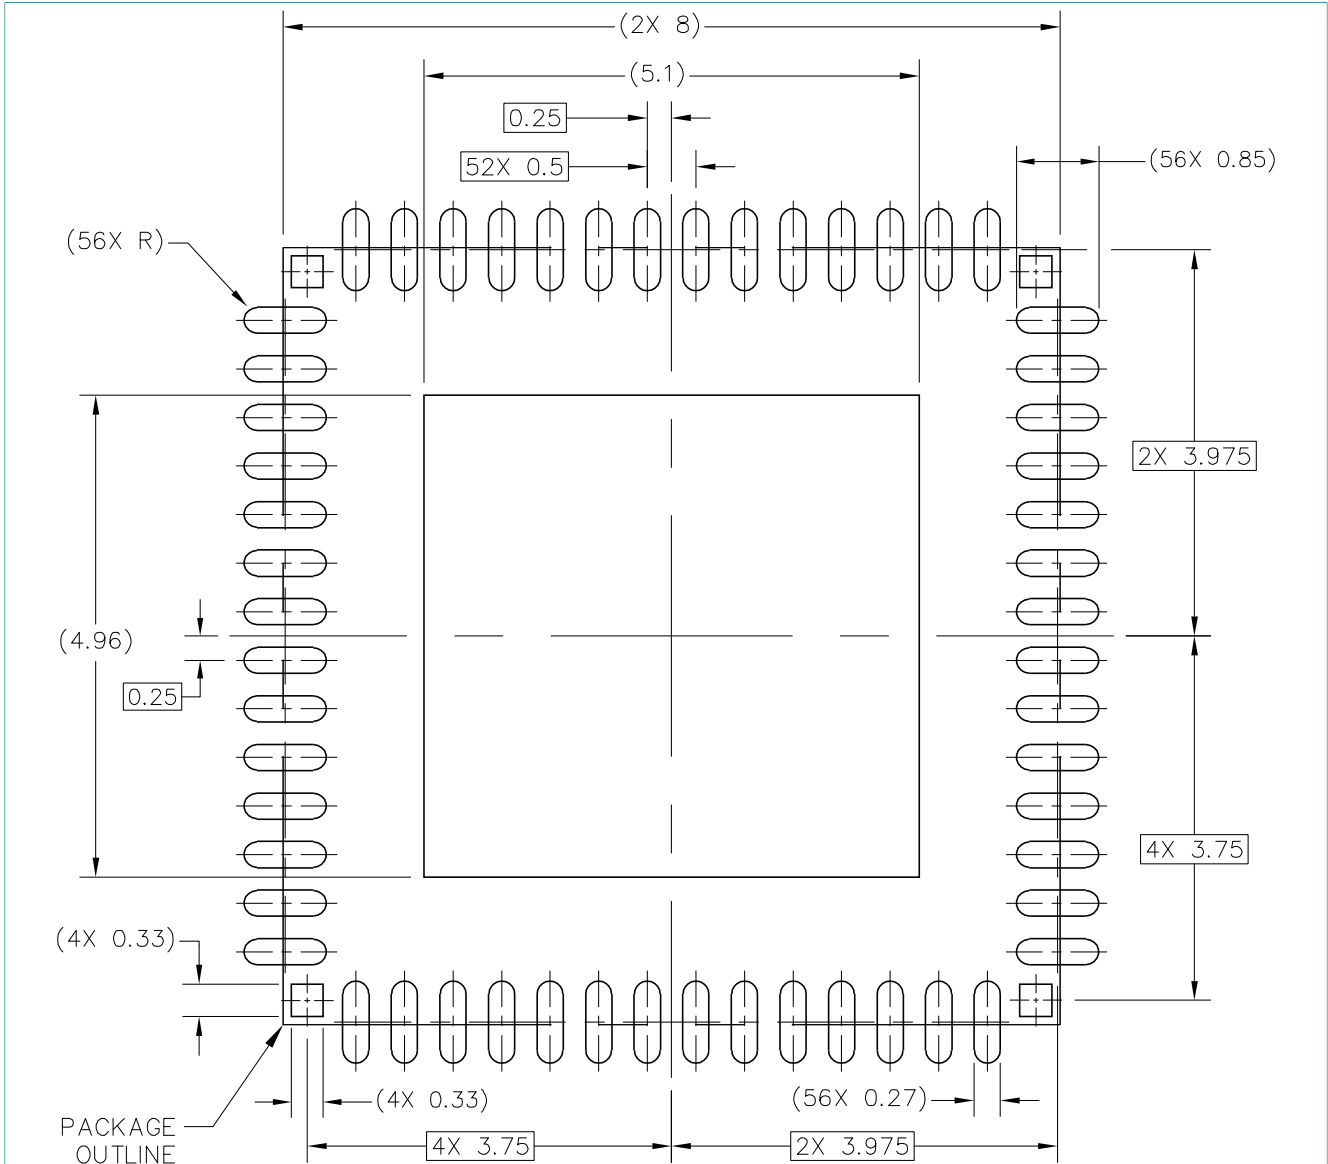 (2X 8)
(5.1)
0.25
52X 0.5
(56X 0.85)
(56X R)
2X 3.975
(4.96)
0.25
4X 3.75
(4X 0.33)
(4X 0.33)
(56X 0.27)
PACKAGE
OUTLINE
4X 3.75
2X 3.975